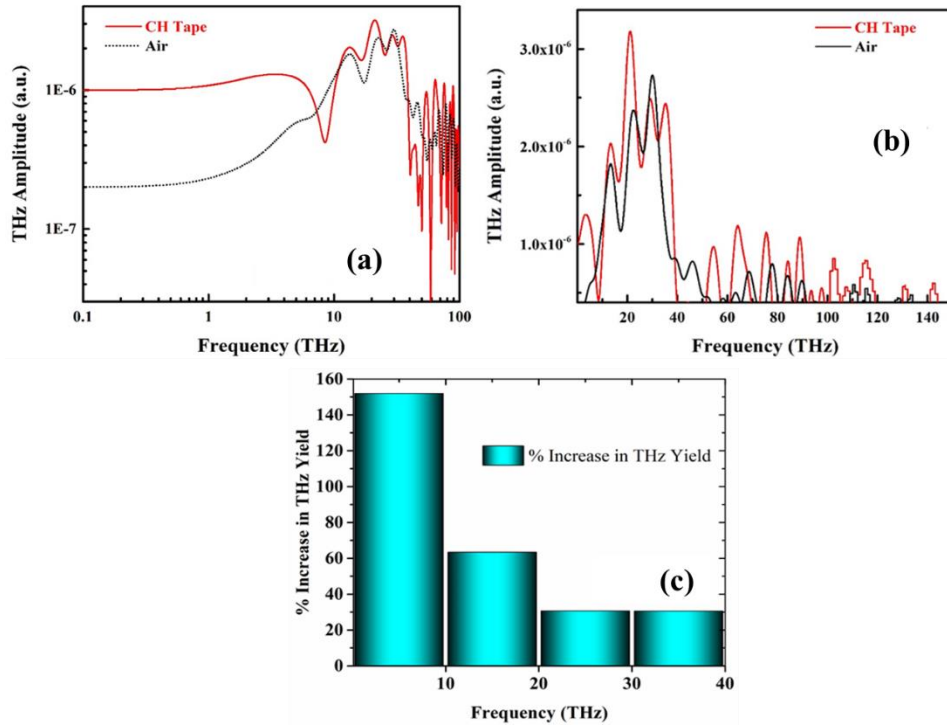 (a)
CH Tape
Air
THz Amplitude (a.u.)
1E-6
1E-7
0.1
1
10
100
Frequency (THz)
(b)
CH Tape
Air
THz Amplitude (a.u.)
3.0x10⁻⁶
2.0x10⁻⁶
1.0x10⁻⁶
20
40
60
80
100
120
140
Frequency (THz)
(c)
% Increase in THz Yield
% Increase in THz Yield
160
140
120
100
80
60
40
20
0
10
20
30
40
Frequency (THz)